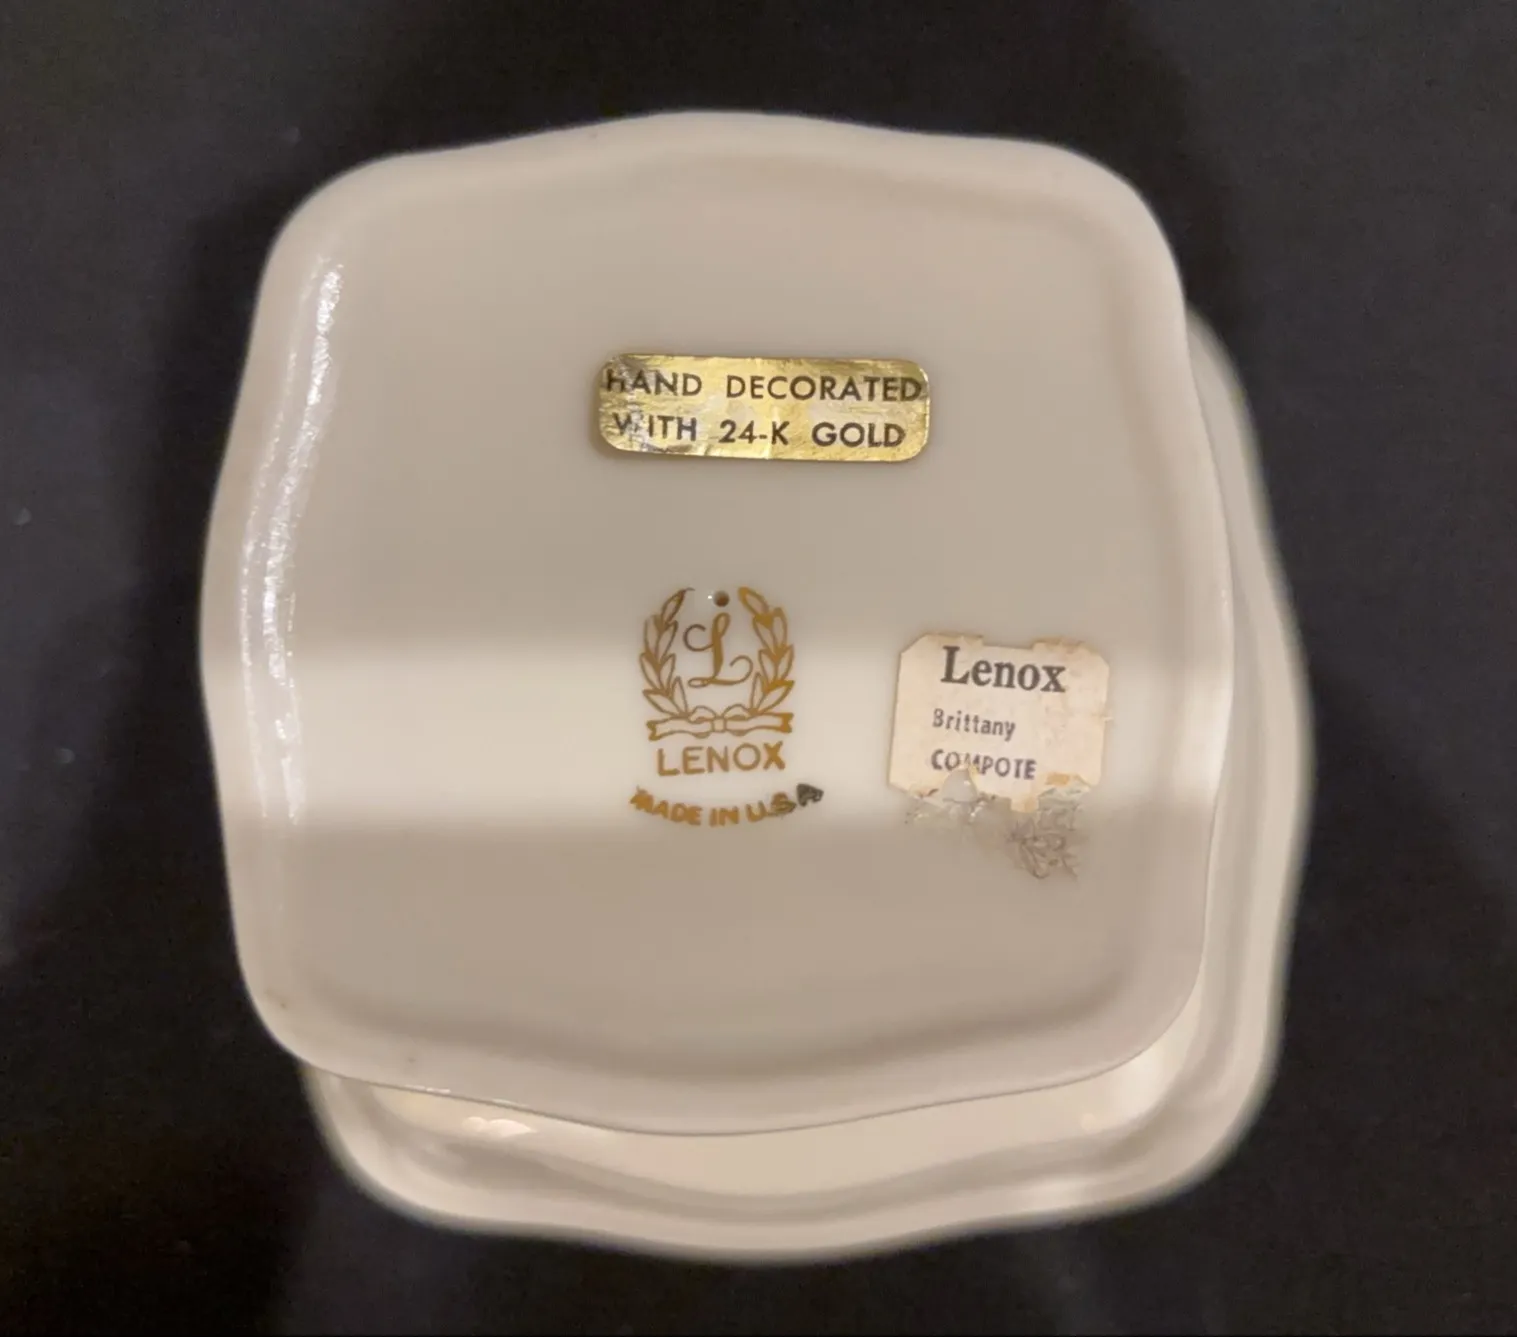 HAND DECORATED
WITH 24-K GOLD
L
LENOX
MADE IN U.S.A
Lenox
Brittany
COMPOTE